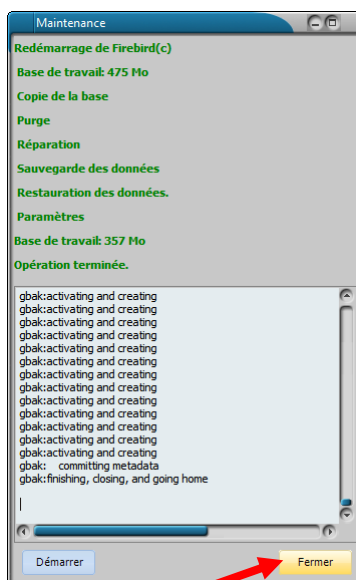 Maintenance
Redémarrage de Firebird(c)
Base de travail: 475 Mo
Copie de la base
Purge
Réparation
Sauvegarde des données
Restauration des données.
Paramètres
Base de travail: 357 Mo
Opération terminée.
gbak:activating and creating
gbak:activating and creating
gbak:activating and creating
gbak:activating and creating
gbak:activating and creating
gbak:activating and creating
gbak:activating and creating
gbak:activating and creating
gbak:activating and creating
gbak:activating and creating
gbak:activating and creating
gbak:activating and creating
gbak:activating and creating
gbak:    committing metadata
gbak:finishing, closing, and going home
Démarrer
Fermer